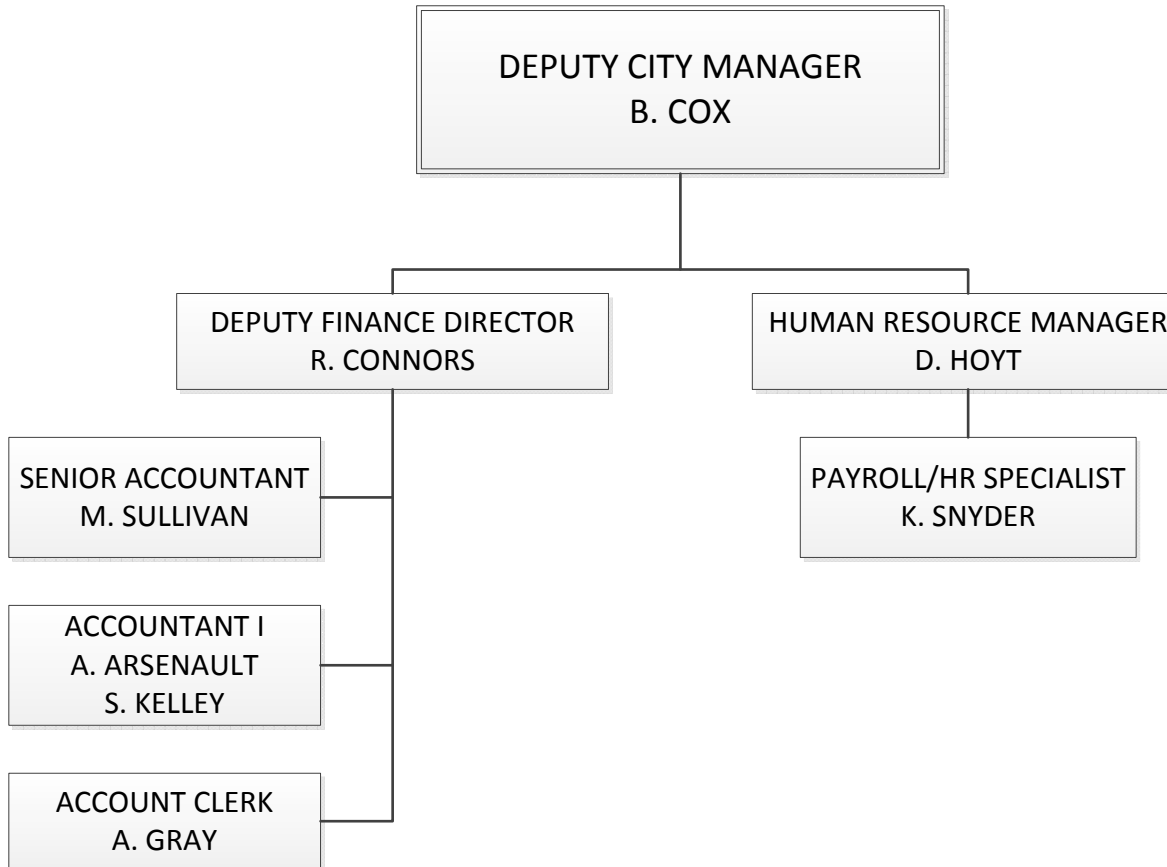 DEPUTY CITY MANAGER
B. COX
DEPUTY FINANCE DIRECTOR
R. CONNORS
HUMAN RESOURCE MANAGER
D. HOYT
SENIOR ACCOUNTANT
M. SULLIVAN
PAYROLL/HR SPECIALIST
K. SNYDER
ACCOUNTANT I
A. ARSENAULT
S. KELLEY
ACCOUNT CLERK
A. GRAY